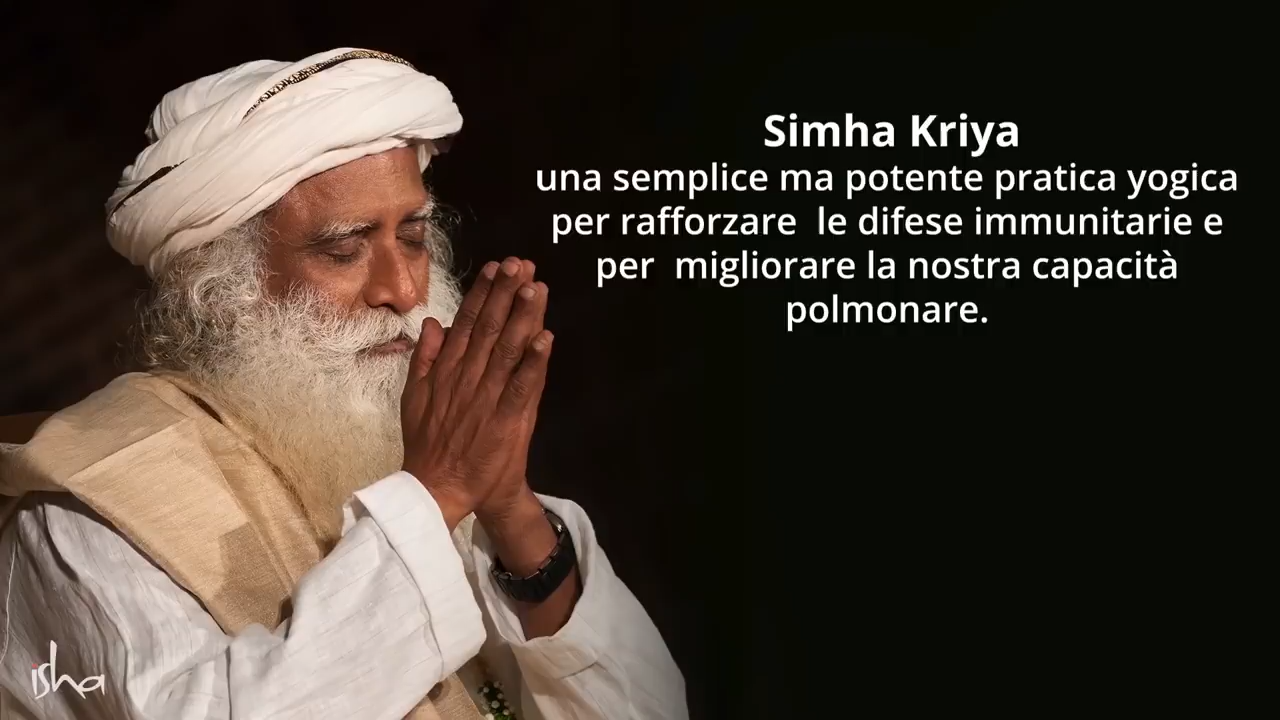 Simha Kriya
una semplice ma potente pratica yogica
per rafforzare  le difese immunitarie e
per  migliorare la nostra capacità
polmonare.
isha